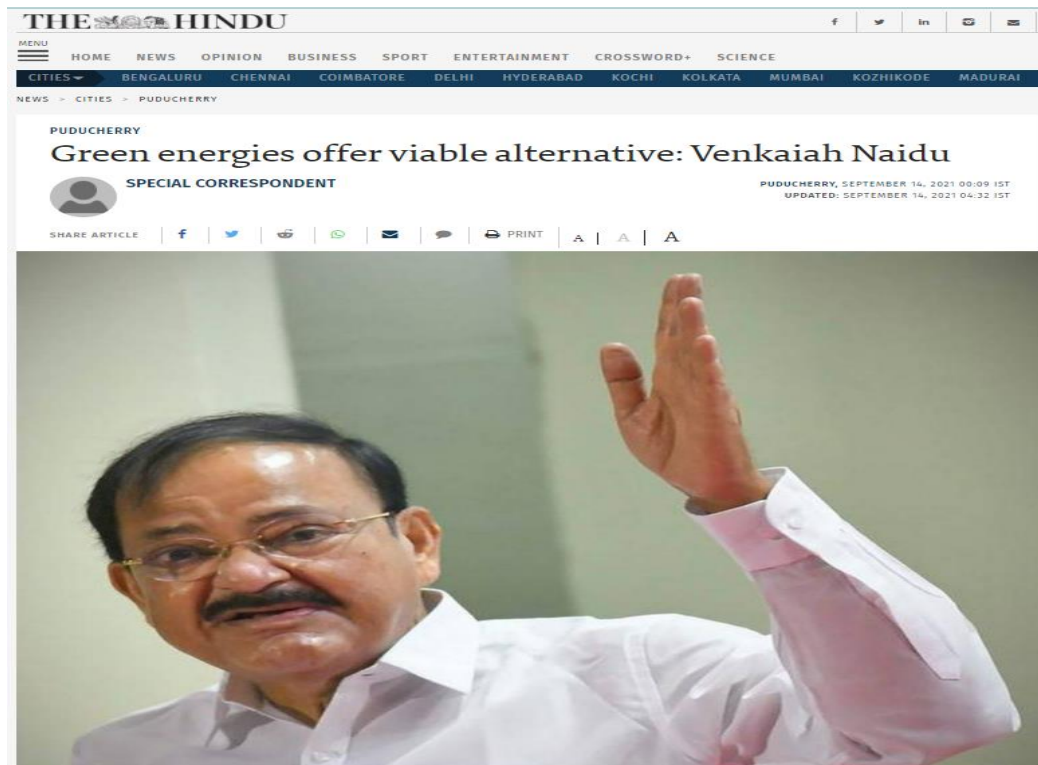 THE HINDU
f in
MENU
HOME NEWS OPINION BUSINESS SPORT ENTERTAINMENT CROSSWORD+ SCIENCE
CITIES BENGALURU CHENNAI COIMBATORE DELHI HYDERABAD KOCHI KOLKATA MUMBAI KOZHIKODE MADURAI
NEWS > CITIES > PUDUCHERRY
PUDUCHERRY
Green energies offer viable alternative: Venkaiah Naidu
SPECIAL CORRESPONDENT
PUDUCHERRY, SEPTEMBER 14, 2021 00:09 IST
UPDATED: SEPTEMBER 14, 2021 04:32 IST
SHARE ARTICLE f PRINT A | A | A